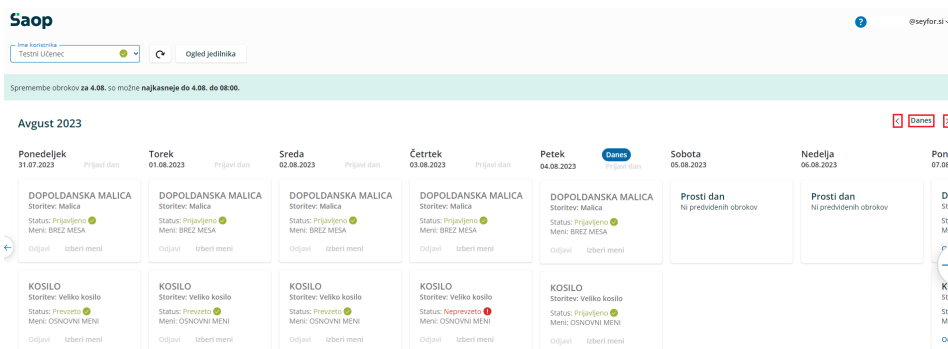 Saop
? @seyfor.si
Ime koristnika
Testni Učenec
Ogled jedilnika
Spremembe obrokov za 4.08. so možne najkasneje do 4.08. do 08:00.
Avgust 2023
Danes
Ponedeljek Torek Sreda Četrtek Petek Danes Sobota Nedelja Pon
31.07.2023 Prijavi dan 01.08.2023 Prijavi dan 02.08.2023 Prijavi dan 03.08.2023 Prijavi dan 04.08.2023 Prijavi dan 05.08.2023 06.08.2023 07.08
DOPOLDANSKA MALICA DOPOLDANSKA MALICA DOPOLDANSKA MALICA DOPOLDANSKA MALICA DOPOLDANSKA MALICA Prosti dan Prosti dan
Storitev: Malica Storitev: Malica Storitev: Malica Storitev: Malica Storitev: Malica Ni predvidenih obrokov Ni predvidenih obrokov
Status: Prijavljeno Status: Prijavljeno Status: Prijavljeno Status: Prijavljeno Status: Prijavljeno
Meni: BREZ MESA Meni: BREZ MESA Meni: BREZ MESA Meni: BREZ MESA Meni: BREZ MESA
Odjavi Izberi meni Odjavi Izberi meni Odjavi Izberi meni Odjavi Izberi meni Odjavi Izberi meni
KOSILO KOSILO KOSILO KOSILO KOSILO
Storitev: Veliko kosilo Storitev: Veliko kosilo Storitev: Veliko kosilo Storitev: Veliko kosilo Storitev: Veliko kosilo
Status: Prevzeto Status: Prevzeto Status: Prevzeto Status: Neprevzeto Status: Prijavljeno
Meni: OSNOVNI MENI Meni: OSNOVNI MENI Meni: OSNOVNI MENI Meni: OSNOVNI MENI Meni: OSNOVNI MENI
Odjavi Izberi meni Odjavi Izberi meni Odjavi Izberi meni Odjavi Izberi meni Odjavi Izberi meni